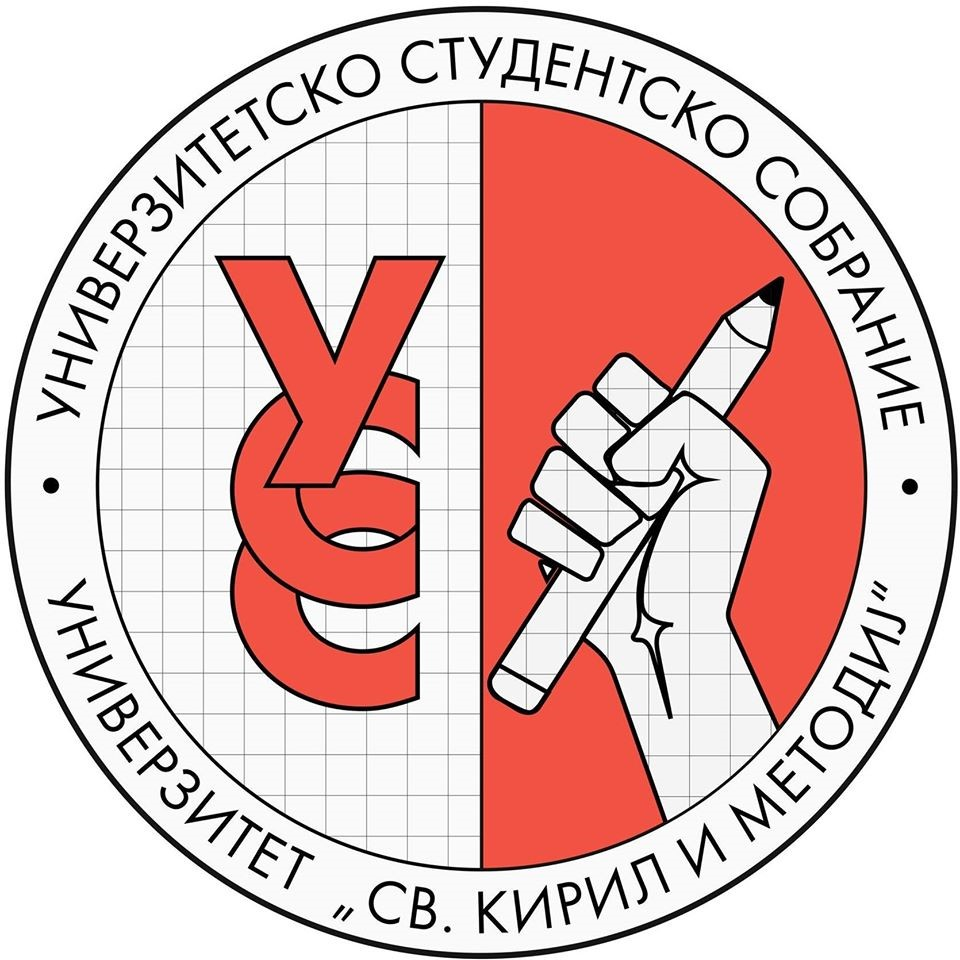 УНИВЕРЗИТЕТСКО СТУДЕНТСКО СОБРАНИЕ
УСС
УНИВЕРЗИТЕТ „СВ. КИРИЛ И МЕТОДИЈ“